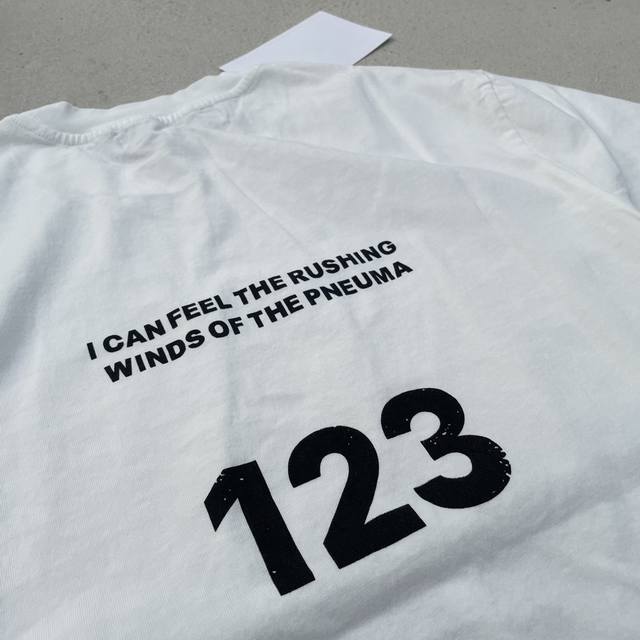 I CAN FEEL THE RUSHING
WINDS OF THE PNEUMA
123